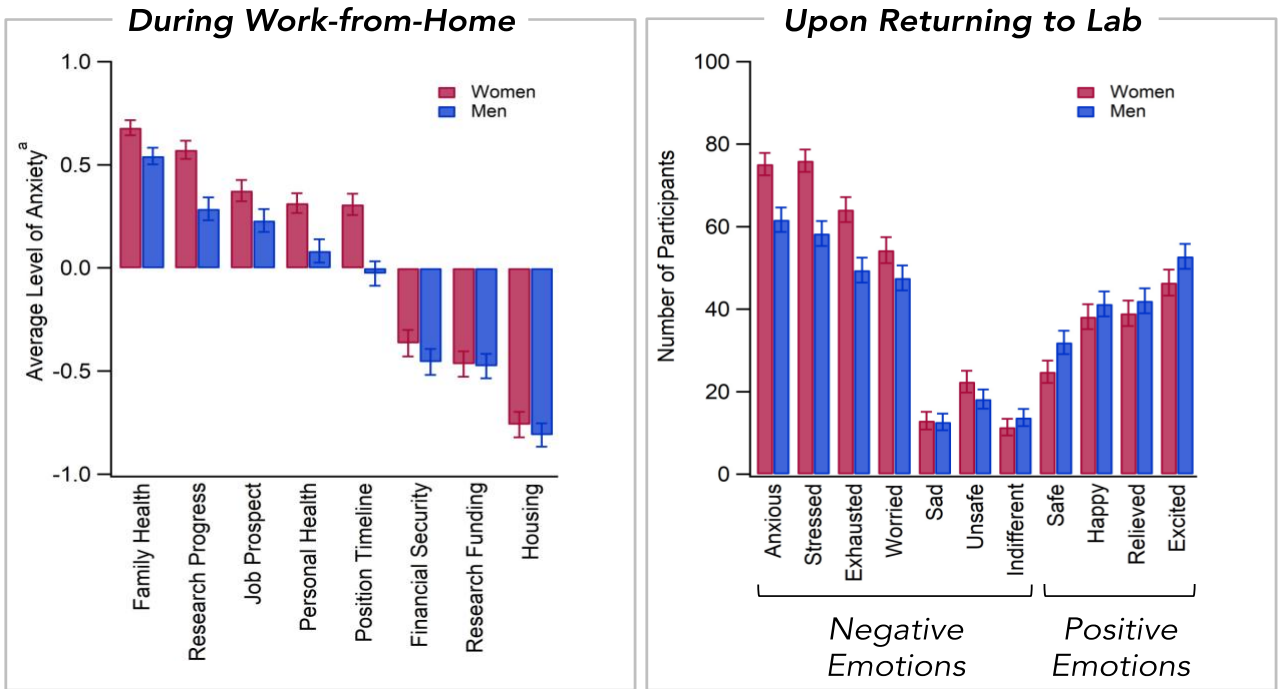 During Work-from-Home
1.0
0.5
0.0
-0.5
-1.0
Average Level of Anxietyª
Women
Men
Family Health
Research Progress
Job Prospect
Personal Health
Position Timeline
Financial Security
Research Funding
Housing
Upon Returning to Lab
100
80
60
40
20
0
Number of Participants
Women
Men
Anxious
Stressed
Exhausted
Worried
Sad
Unsafe
Indifferent
Safe
Happy
Relieved
Excited
Negative
Emotions
Positive
Emotions